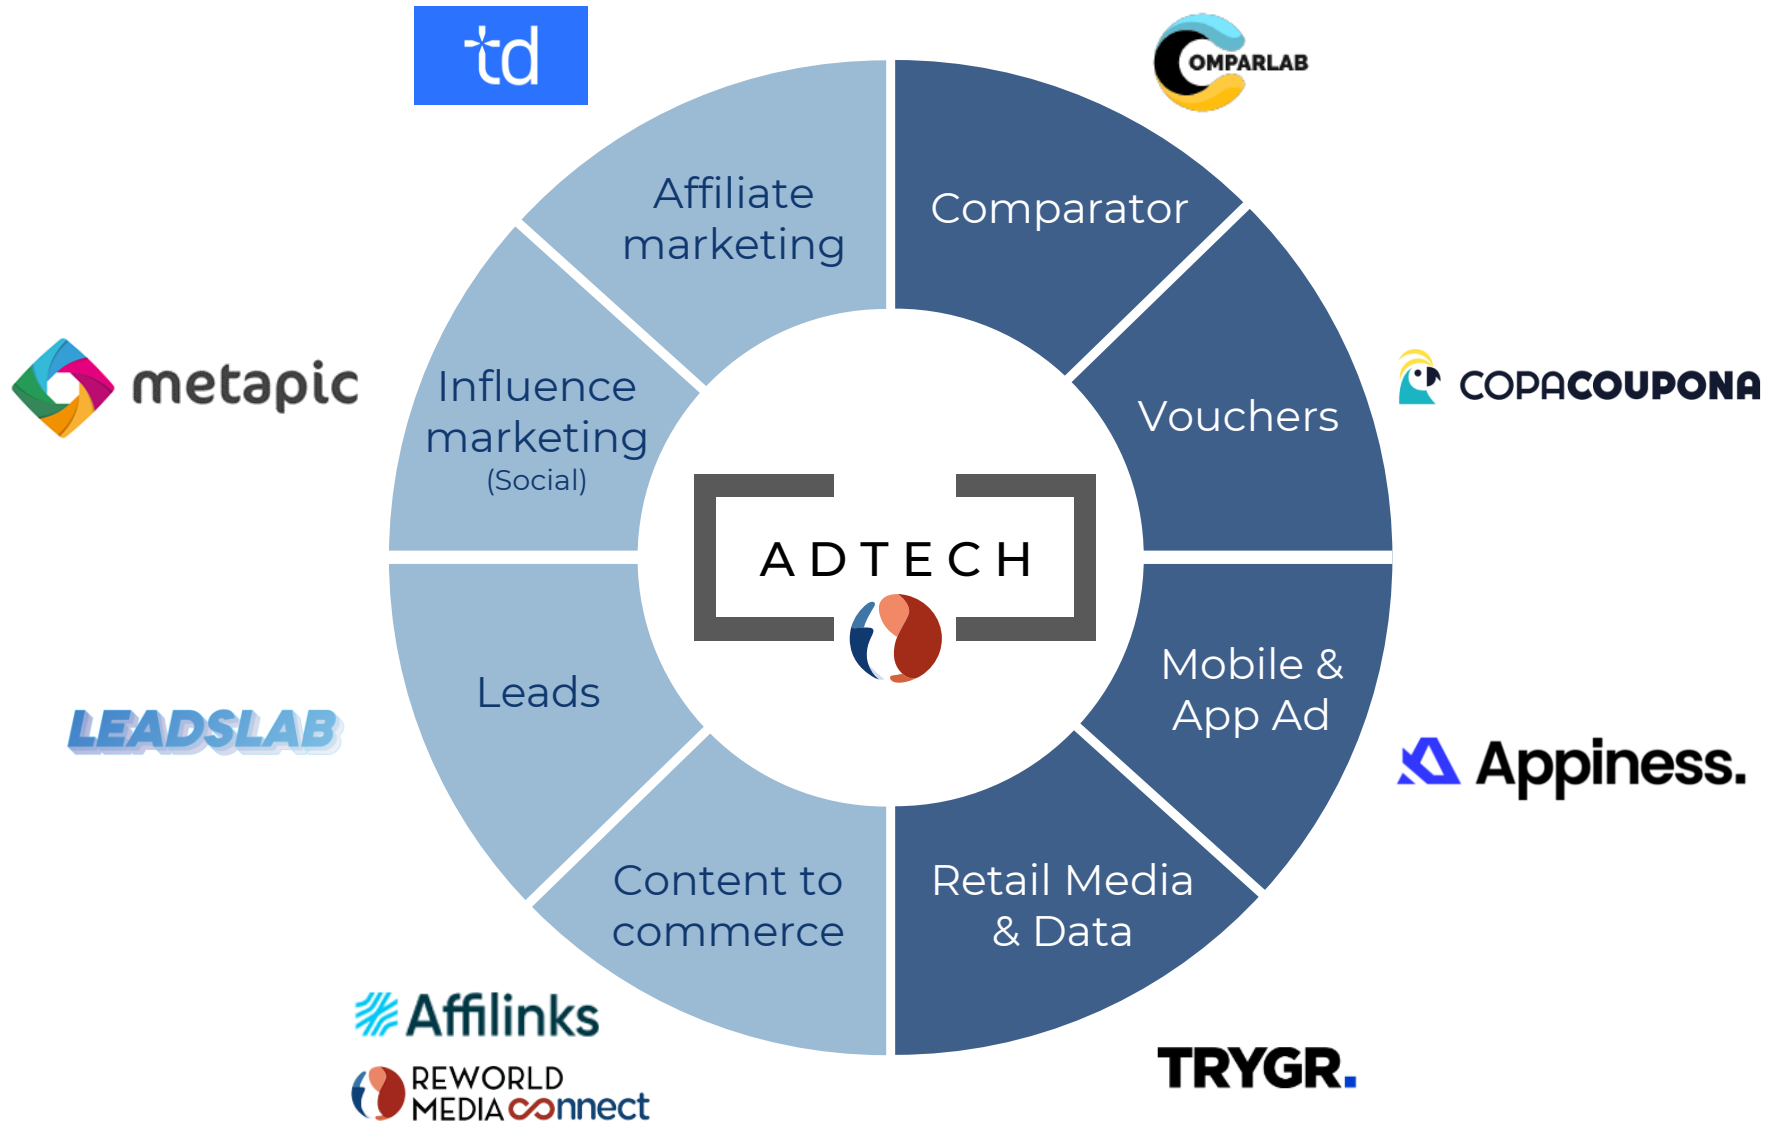 td
COMPARLAB
Affiliate
marketing
Comparator
metapic
Influence
marketing
(Social)
Vouchers
COPACOUPONA
ADTECH
Leads
LEADSLAB
Mobile &
App Ad
Appiness.
Content to
commerce
Retail Media
& Data
Affilinks
REWORLD
MEDIA connect
TRYGR.